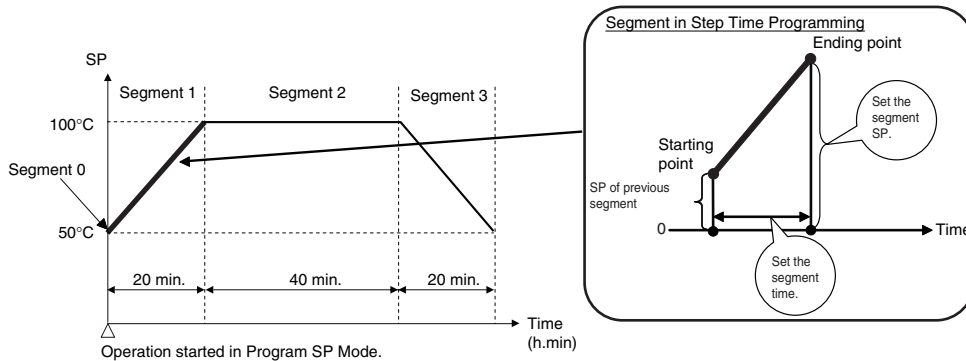 SP
Segment 1
Segment 2
Segment 3
100°C
Segment 0
50°C
20 min.
40 min.
20 min.
Time
(h.min)
Operation started in Program SP Mode.
Segment in Step Time Programming
Ending point
Set the
segment
SP.
Starting
point
SP of previous
segment
0
Time
Set the
segment
time.